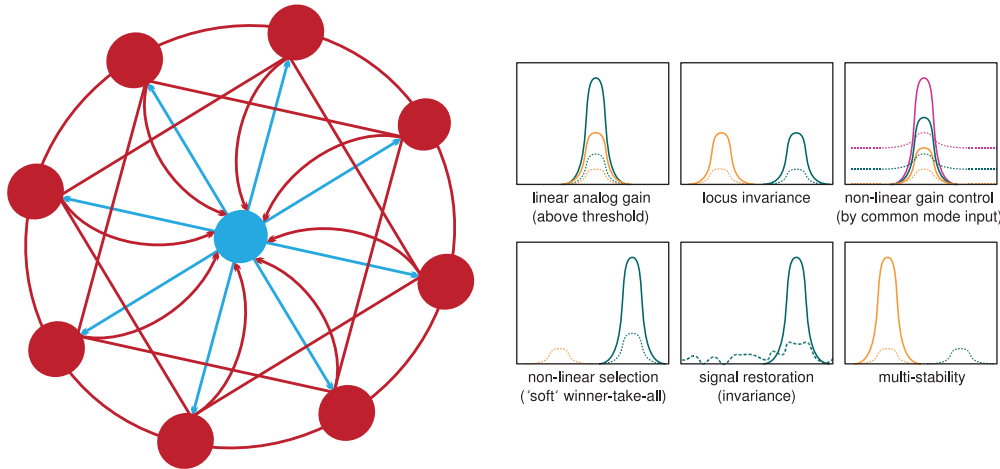 linear analog gain
(above threshold)
locus invariance
non-linear gain control
(by common mode input)
non-linear selection
('soft' winner-take-all)
signal restoration
(invariance)
multi-stability